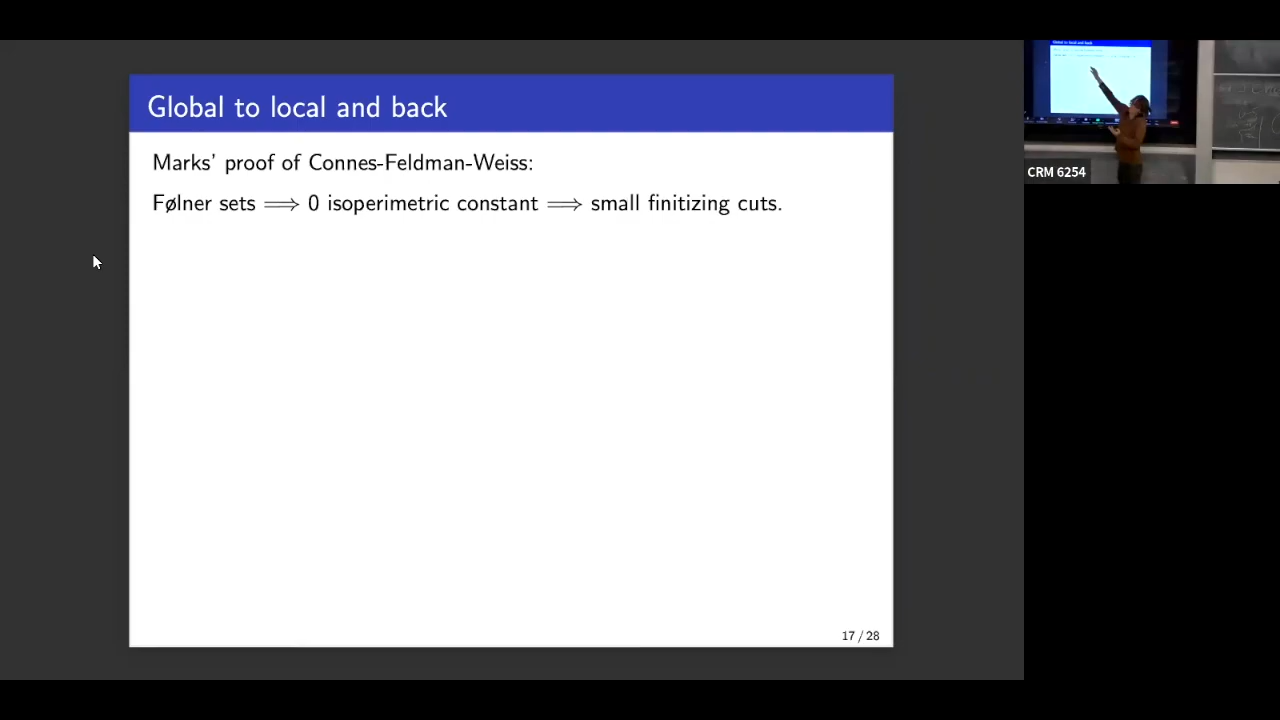 Global to local and back
Marks' proof of Connes-Feldman-Weiss:
Følner sets ⟹ 0 isoperimetric constant ⟹ small finitizing cuts.
17 / 28
CRM 6254